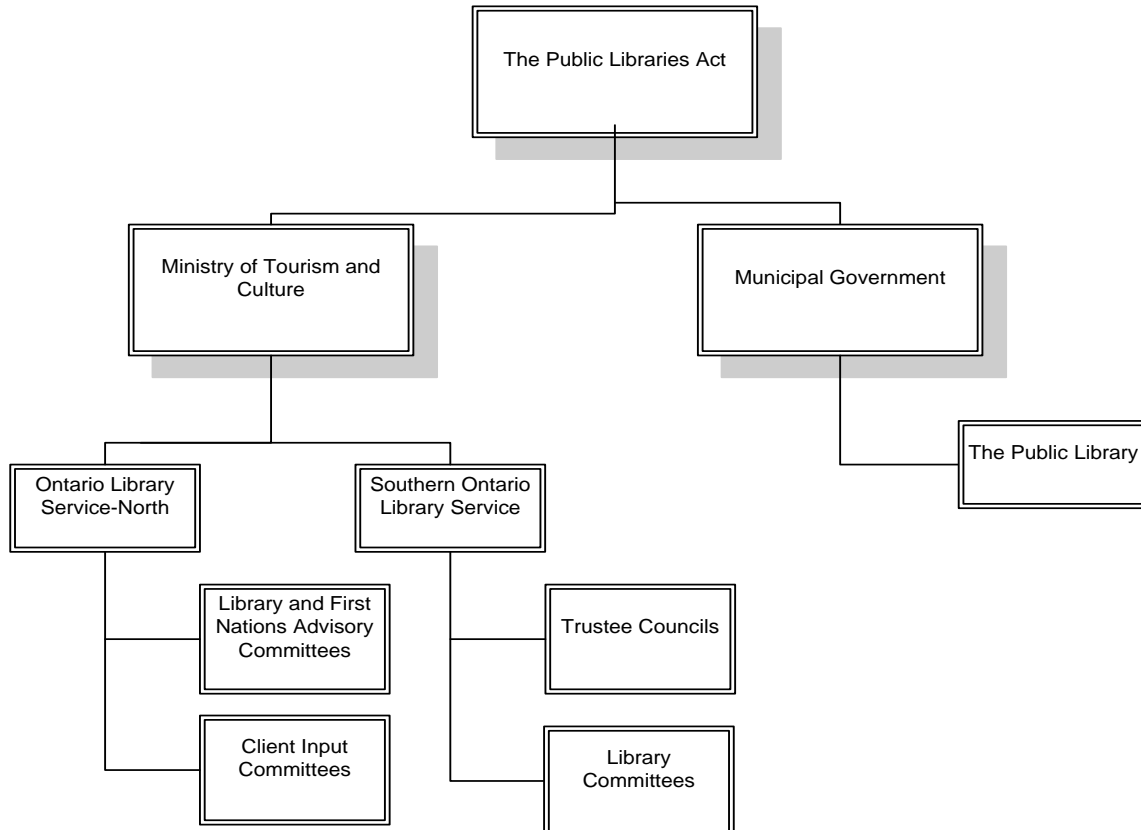 The Public Libraries Act
Ministry of Tourism and
Culture
Municipal Government
The Public Library
Ontario Library
Service-North
Southern Ontario
Library Service
Library and First
Nations Advisory
Committees
Trustee Councils
Client Input
Committees
Library
Committees